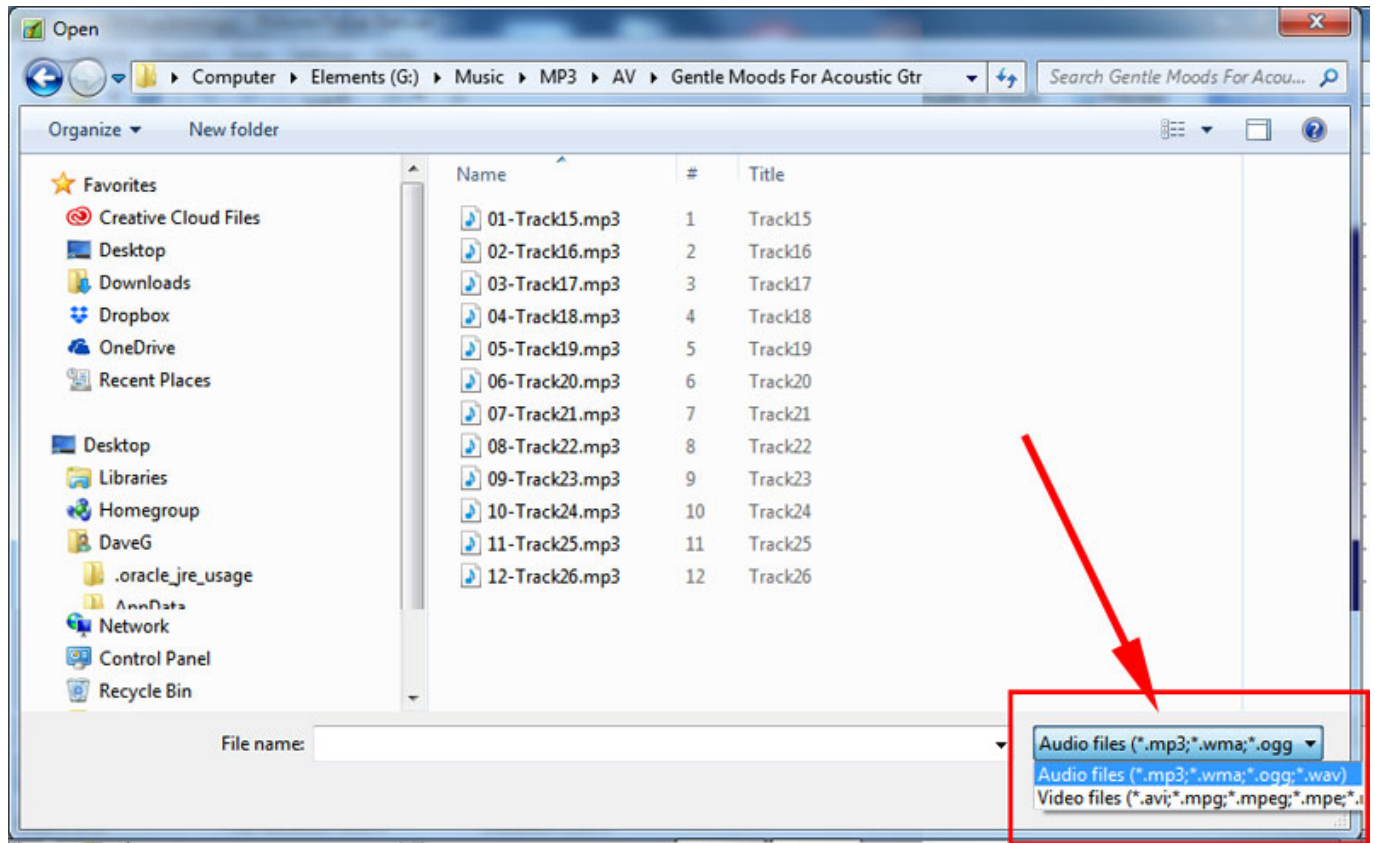 Open
Computer Elements (G:) Music MP3 AV Gentle Moods For Acoustic Gtr Search Gentle Moods For Acou...
Organize New folder
Name # Title
Favorites
Creative Cloud Files
Desktop
Downloads
Dropbox
OneDrive
Recent Places
Desktop
Libraries
Homegroup
DaveG
.oracle_jre_usage
AppData
Network
Control Panel
Recycle Bin
01-Track15.mp3 1 Track15
02-Track16.mp3 2 Track16
03-Track17.mp3 3 Track17
04-Track18.mp3 4 Track18
05-Track19.mp3 5 Track19
06-Track20.mp3 6 Track20
07-Track21.mp3 7 Track21
08-Track22.mp3 8 Track22
09-Track23.mp3 9 Track23
10-Track24.mp3 10 Track24
11-Track25.mp3 11 Track25
12-Track26.mp3 12 Track26
File name:
Audio files (*.mp3;*.wma;*.ogg
Audio files (*.mp3;*.wma;*.ogg;*.wav)
Video files (*.avi;*.mpg;*.mpeg;*.mpe;*.